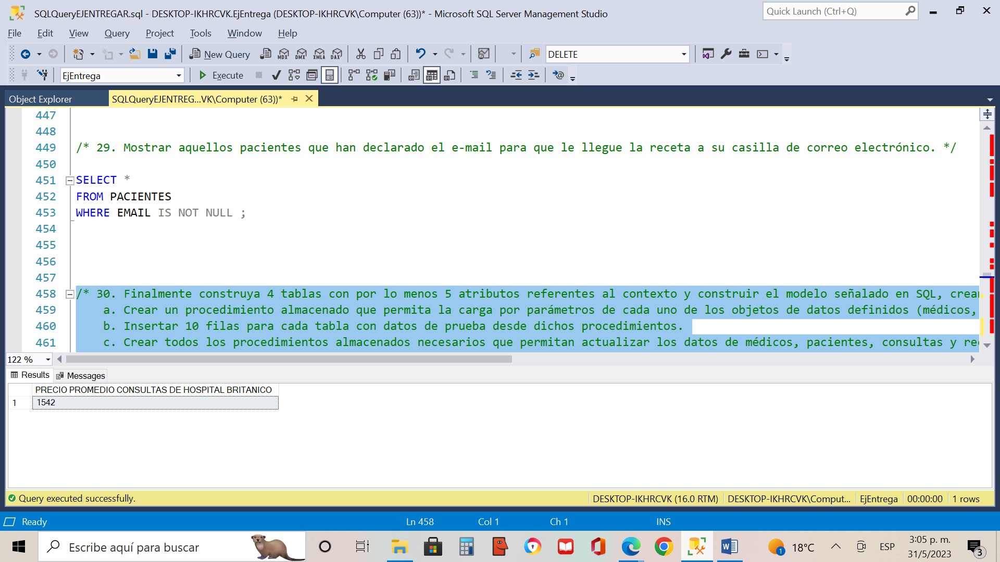 SQLQueryEJENTREGAR.sql - DESKTOP-IKHRCVK.EjEntrega (DESKTOP-IKHRCVK\Computer (63))* - Microsoft SQL Server Management Studio
Quick Launch (Ctrl+Q)
File Edit View Query Project Tools Window Help
New Query MDX DMX XMLA DAX DELETE
EjEntrega Execute
Object Explorer SQLQueryEJENTREG...VK\Computer (63))*
447
448
449 /* 29. Mostrar aquellos pacientes que han declarado el e-mail para que le llegue la receta a su casilla de correo electrónico. */
450
451 SELECT *
452 FROM PACIENTES
453 WHERE EMAIL IS NOT NULL ;
454
455
456
457
458 /* 30. Finalmente construya 4 tablas con por lo menos 5 atributos referentes al contexto y construir el modelo señalado en SQL, crean
459 a. Crear un procedimiento almacenado que permita la carga por parámetros de cada uno de los objetos de datos definidos (médicos,
460 b. Insertar 10 filas para cada tabla con datos de prueba desde dichos procedimientos.
461 c. Crear todos los procedimientos almacenados necesarios que permitan actualizar los datos de médicos, pacientes, consultas y re
122 %
Results Messages
PRECIO PROMEDIO CONSULTAS DE HOSPITAL BRITANICO
1 1542
Query executed successfully. DESKTOP-IKHRCVK (16.0 RTM) DESKTOP-IKHRCVK\Comput... EjEntrega 00:00:00 1 rows
Ready Ln 458 Col 1 Ch 1 INS
Escribe aquí para buscar 1 18°C ESP 3:05 p. m.
31/5/2023 3